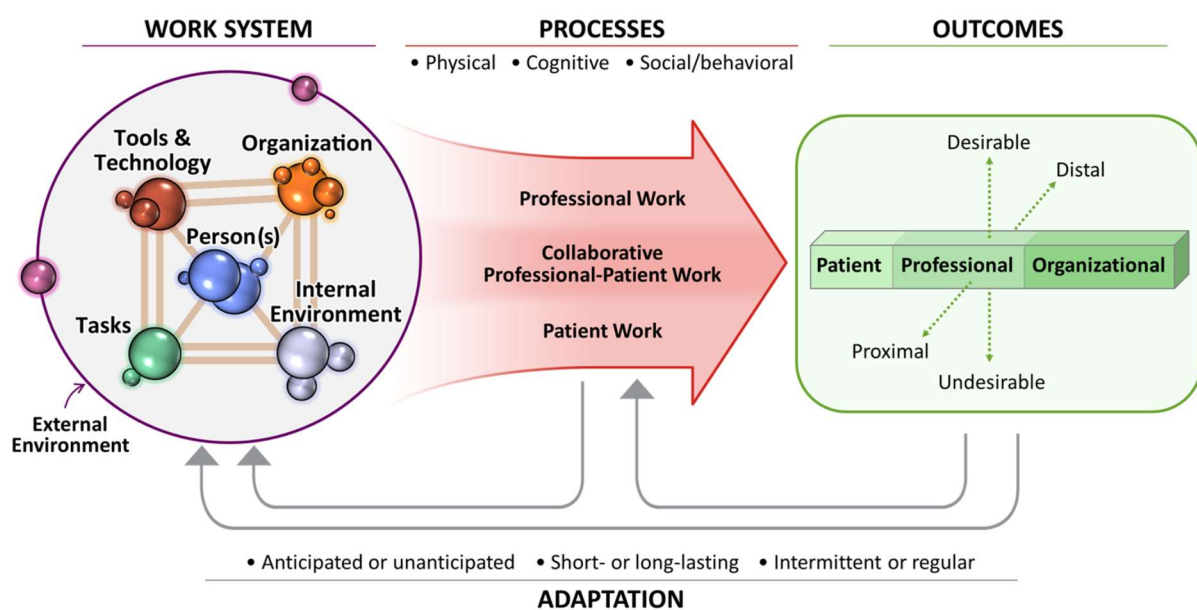 WORK SYSTEM
PROCESSES
• Physical • Cognitive • Social/behavioral
OUTCOMES
Tools &
Technology
Organization
Person(s)
Internal
Environment
Tasks
External
Environment
Professional Work
Collaborative
Professional-Patient Work
Patient Work
Desirable
Distal
Patient Professional Organizational
Proximal
Undesirable
• Anticipated or unanticipated • Short- or long-lasting • Intermittent or regular
ADAPTATION